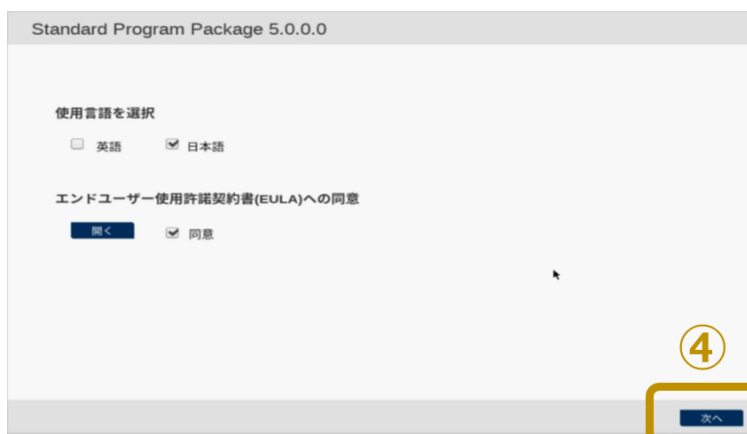 Standard Program Package 5.0.0.0
使用言語を選択
英語 日本語
エンドユーザー使用許諾契約書(EULA)への同意
開く 同意
④
次へ